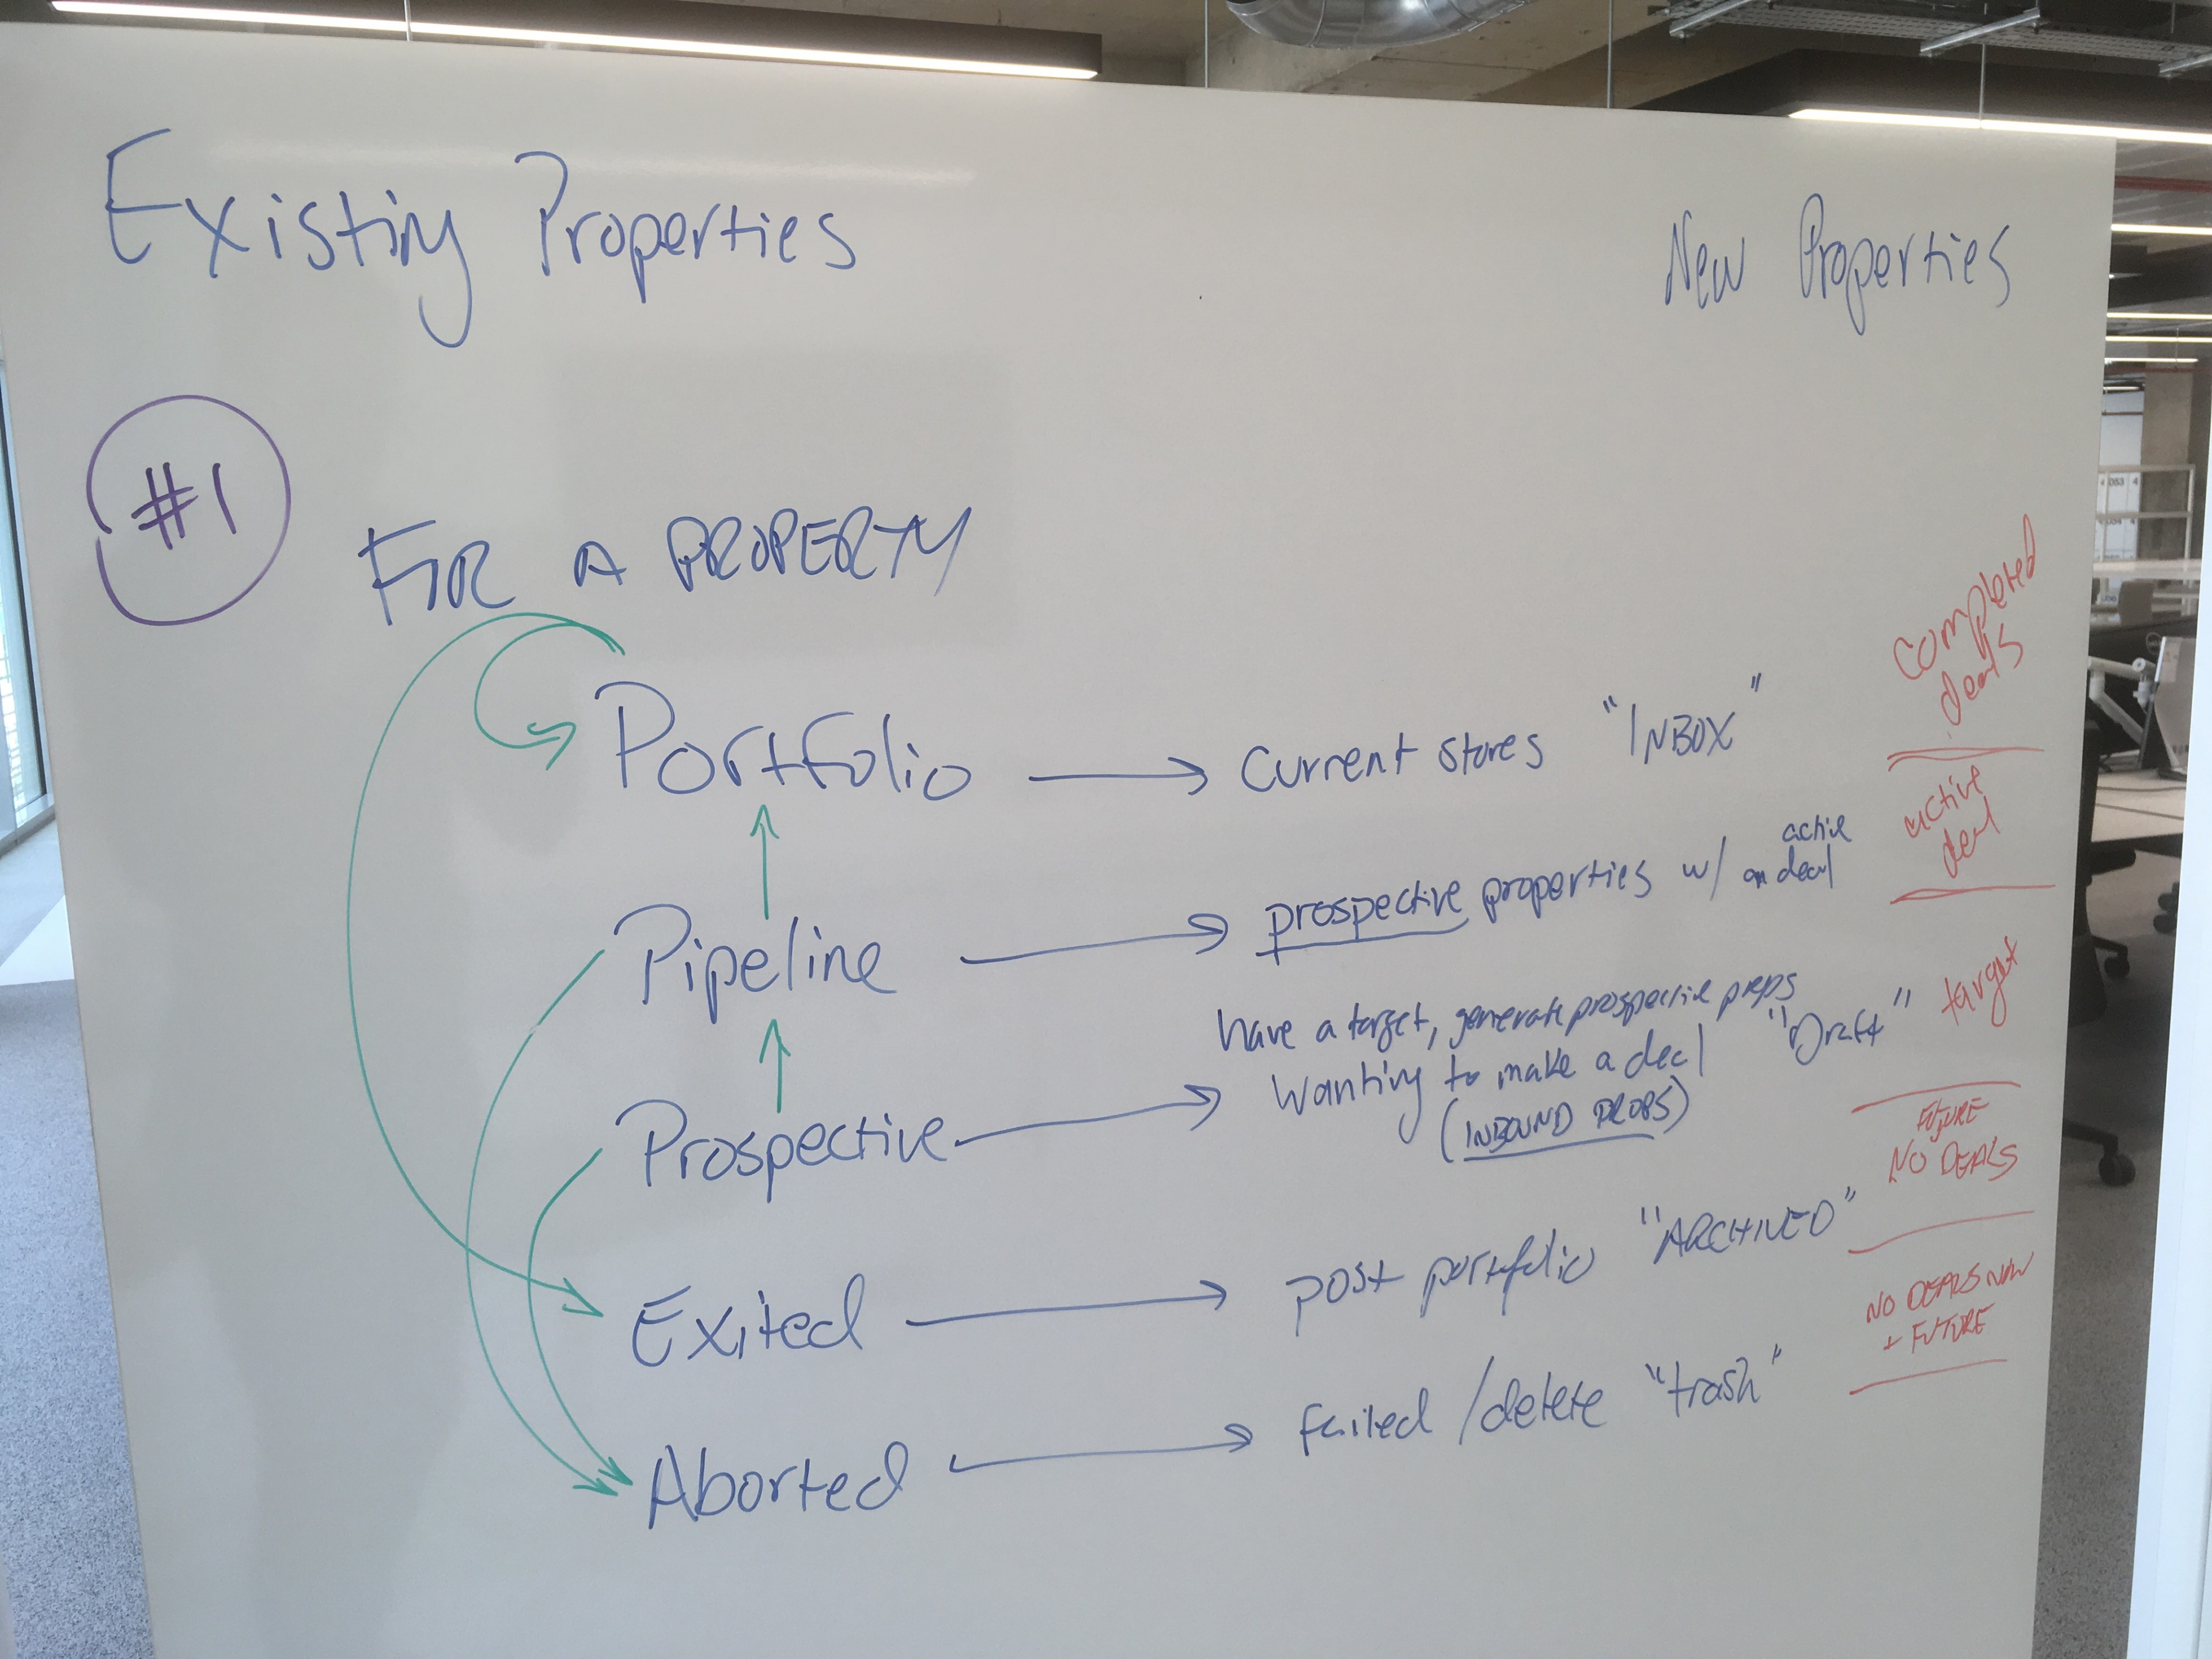 Existing Properties
New Properties
#1
FOR A PROPERTY
Portfolio → Current stores "INBOX"
completed
deals
Pipeline → prospective properties w/ an active deal
active
deal
have a target, generate prospective props
Prospective → Wanting to make a deal "Draft"
(INBOUND PROPS)
target
FUTURE
NO DEALS
Exited → post portfolio "ARCHIVED"
NO DEALS NOW
+ FUTURE
Aborted → failed/delete "trash"